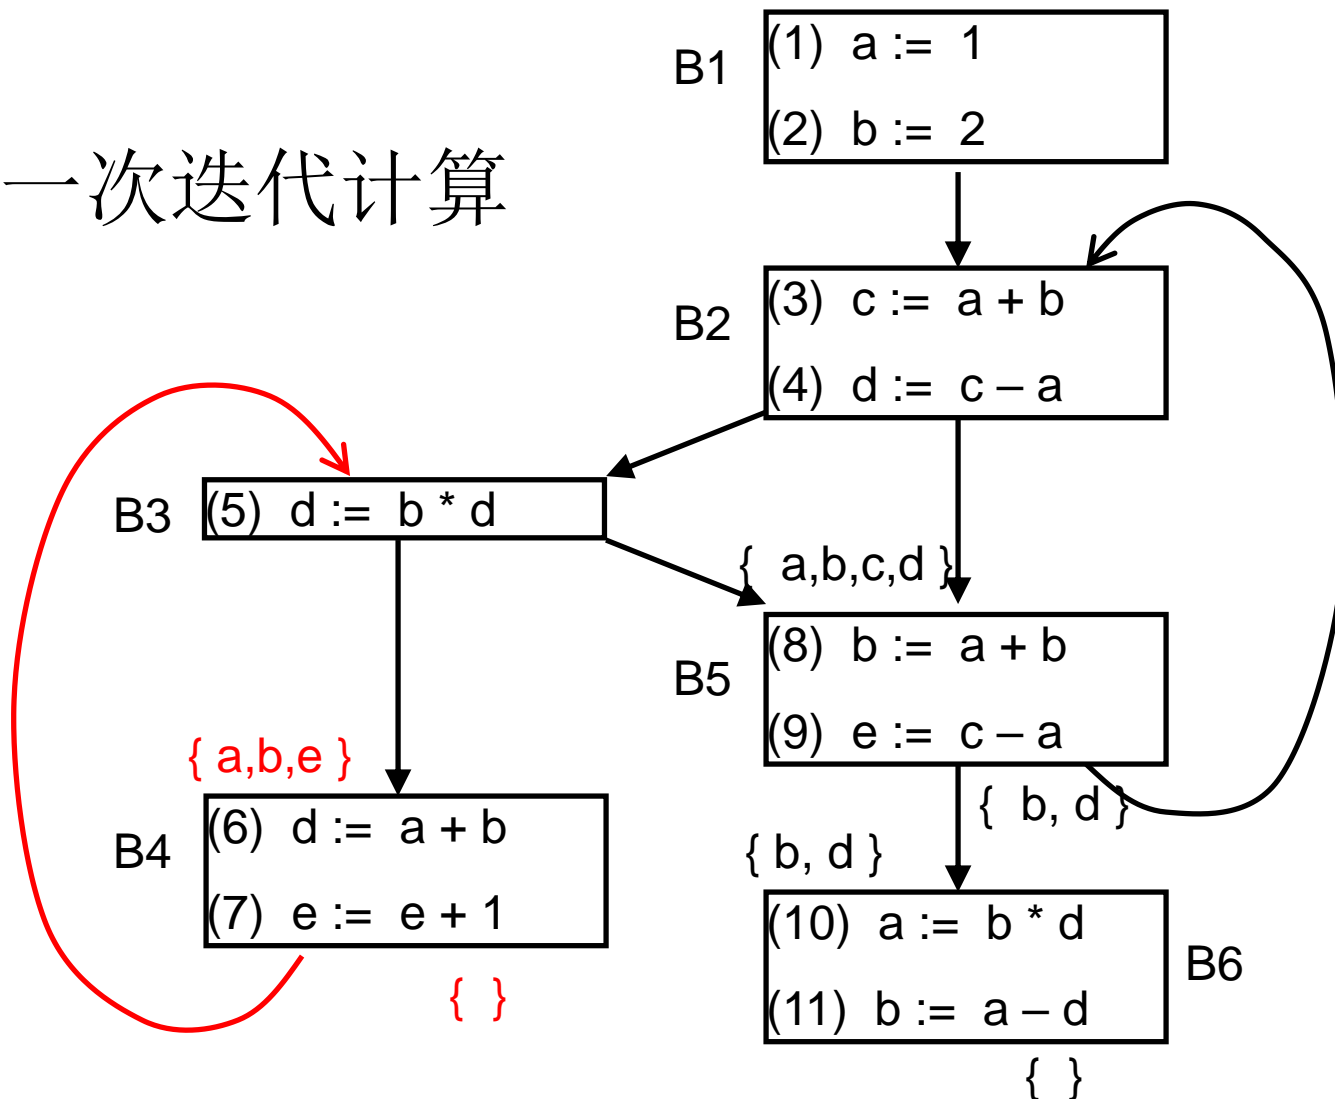 一次迭代计算
B1
(1) a := 1
(2) b := 2
B2
(3) c := a + b
(4) d := c – a
B3
(5) d := b * d
{ a,b,c,d }
B5
(8) b := a + b
(9) e := c – a
{ b, d }
{ a,b,e }
B4
(6) d := a + b
(7) e := e + 1
{ }
{ b, d }
(10) a := b * d
(11) b := a – d
B6
{ }